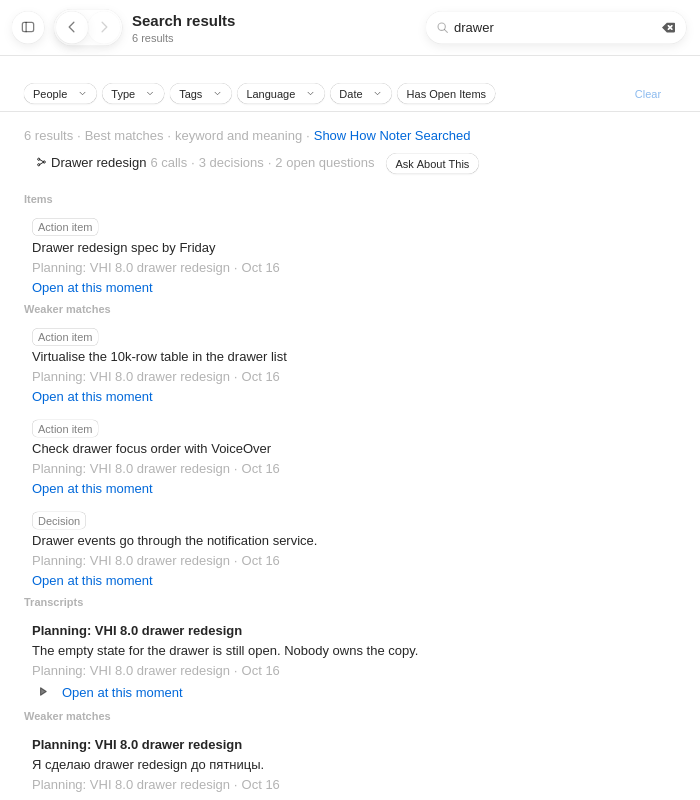 Search results
6 results
drawer
People
Type
Tags
Language
Date
Has Open Items
Clear
6 results · Best matches · keyword and meaning · Show How Noter Searched
Drawer redesign 6 calls · 3 decisions · 2 open questions
Ask About This
Items
Action item
Drawer redesign spec by Friday
Planning: VHI 8.0 drawer redesign · Oct 16
Open at this moment
Weaker matches
Action item
Virtualise the 10k-row table in the drawer list
Planning: VHI 8.0 drawer redesign · Oct 16
Open at this moment
Action item
Check drawer focus order with VoiceOver
Planning: VHI 8.0 drawer redesign · Oct 16
Open at this moment
Decision
Drawer events go through the notification service.
Planning: VHI 8.0 drawer redesign · Oct 16
Open at this moment
Transcripts
Planning: VHI 8.0 drawer redesign
The empty state for the drawer is still open. Nobody owns the copy.
Planning: VHI 8.0 drawer redesign · Oct 16
Open at this moment
Weaker matches
Planning: VHI 8.0 drawer redesign
Я сделаю drawer redesign до пятницы.
Planning: VHI 8.0 drawer redesign · Oct 16